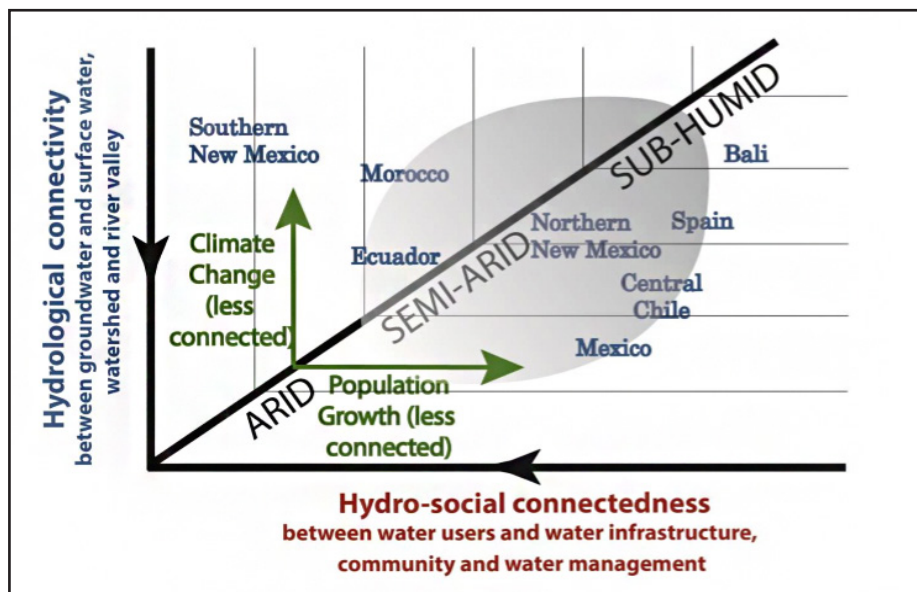 Hydrological connectivity
between groundwater and surface water,
watershed and river valley
Southern
New Mexico
Morocco
Ecuador
Climate
Change
(less
connected)
ARID
SEMI-ARID
SUB-HUMID
Bali
Northern
New Mexico
Spain
Central
Chile
Mexico
Population
Growth (less
connected)
Hydro-social connectedness
between water users and water infrastructure,
community and water management